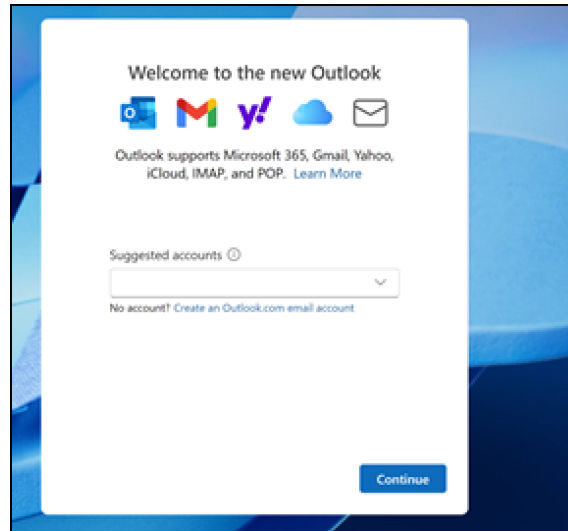 Welcome to the new Outlook
Outlook supports Microsoft 365, Gmail, Yahoo,
iCloud, IMAP, and POP. Learn More
Suggested accounts
No account? Create an Outlook.com email account
Continue